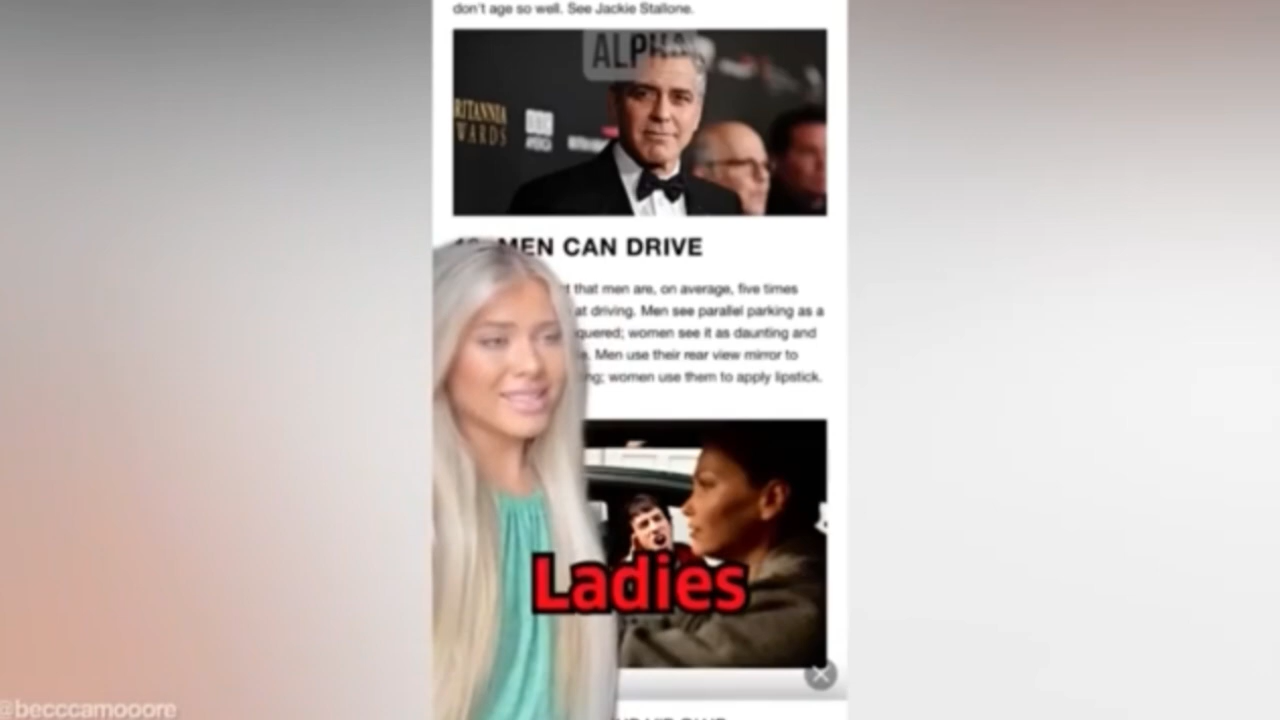 don't age so well. See Jackie Stallone.
ALPHA
BRITANNIA
AWARDS
MEN CAN DRIVE
that men are, on average, five times
at driving. Men see parallel parking as a
quered; women see it as daunting and
Men use their rear view mirror to
women use them to apply lipstick.
Ladies
@becccamooore